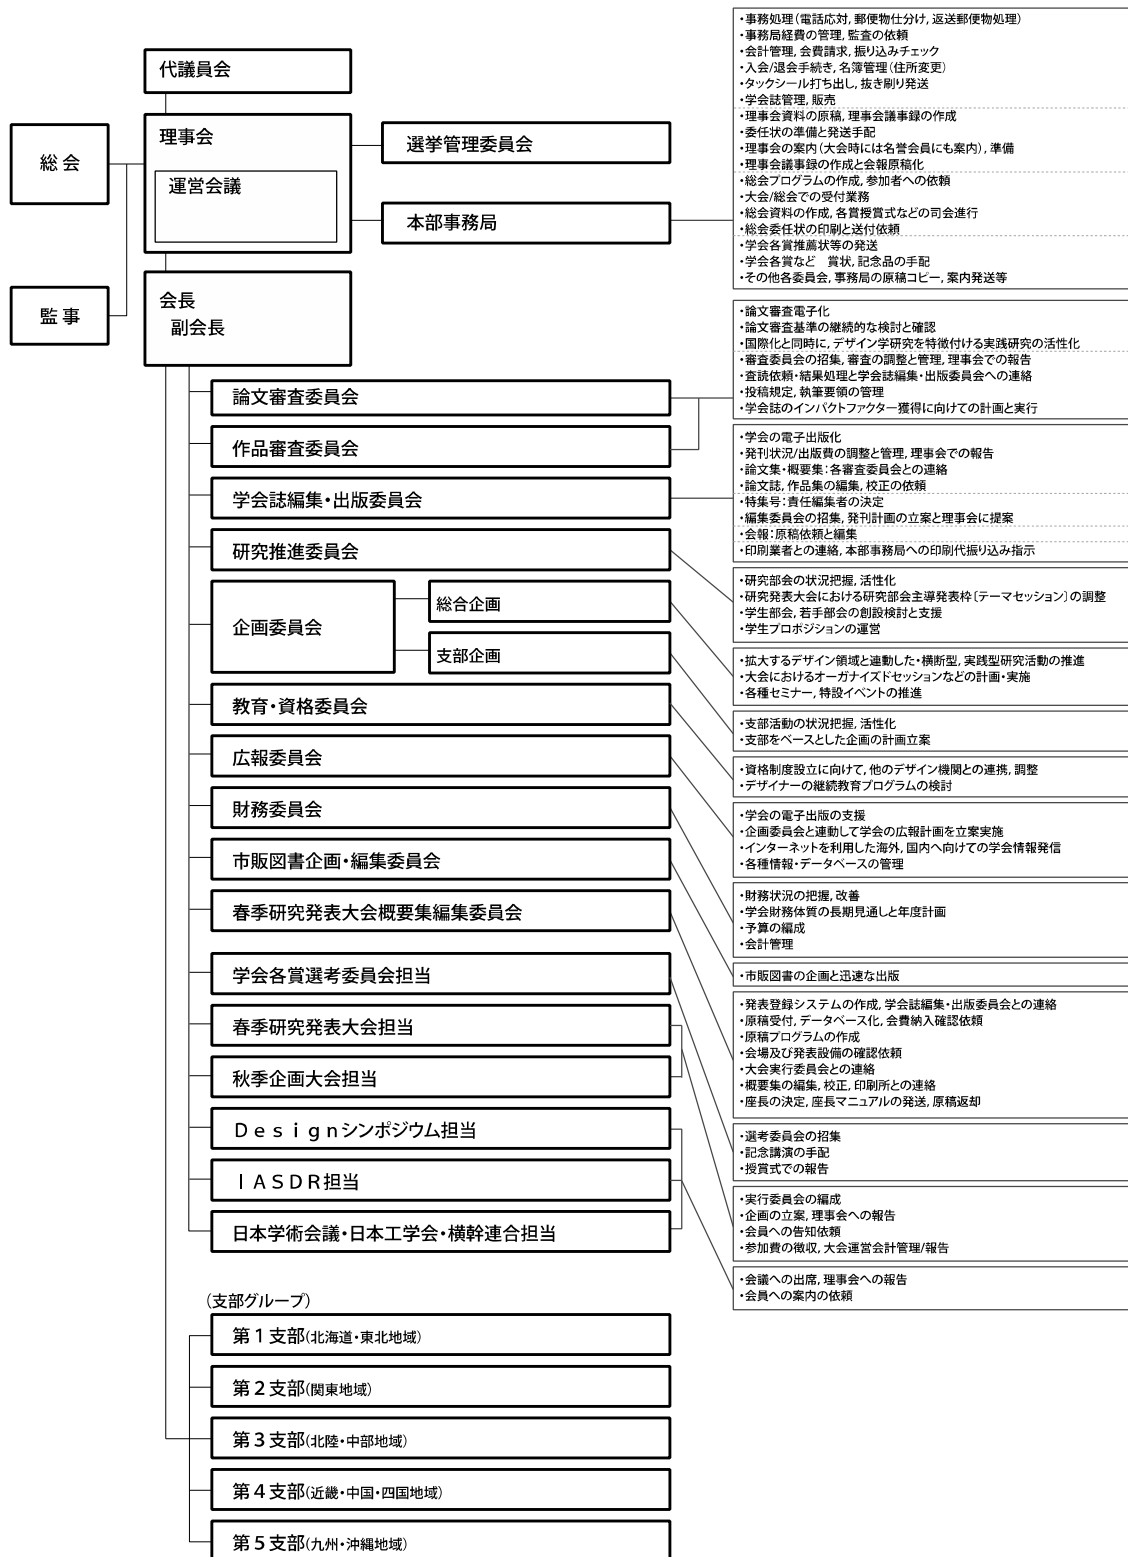 代議員会
総会
理事会
運営会議
選挙管理委員会
本部事務局
監事
会長
副会長
・事務処理(電話応対, 郵便物仕分け, 返送郵便物処理)
・事務局経費の管理, 監査の依頼
・会計管理, 会費請求, 振り込みチェック
・入会/退会手続き, 名簿管理(住所変更)
・タックシール打ち出し, 抜き刷り発送
・学会誌管理, 販売
・理事会資料の原稿, 理事会議事録の作成
・委任状の準備と発送手配
・理事会の案内(大会時には名誉会員にも案内), 準備
・理事会議事録の作成と会報原稿化
・総会プログラムの作成, 参加者への依頼
・大会/総会での受付業務
・総会資料の作成, 各賞授賞式などの司会進行
・総会委任状の印刷と送付依頼
・学会各賞推薦状等の発送
・学会各賞など 賞状, 記念品の手配
・その他各委員会, 事務局の原稿コピー, 案内発送等
論文審査委員会
作品審査委員会
・論文審査電子化
・論文審査基準の継続的な検討と確認
・国際化と同時に, デザイン学研究を特徴付ける実践研究の活性化
・審査委員会の招集, 審査の調整と管理, 理事会での報告
・査読依頼・結果処理と学会誌編集・出版委員会への連絡
・投稿規定, 執筆要領の管理
・学会誌のインパクトファクター獲得に向けての計画と実行
学会誌編集・出版委員会
・学会の電子出版化
・発刊状況/出版費の調整と管理, 理事会での報告
・論文集・概要集:各審査委員会との連絡
・論文誌, 作品集の編集, 校正の依頼
・特集号:責任編集者の決定
・編集委員会の招集, 発刊計画の立案と理事会に提案
・会報:原稿依頼と編集
・印刷業者との連絡, 本部事務局への印刷代振り込み指示
研究推進委員会
・研究部会の状況把握, 活性化
・研究発表大会における研究部会主導発表枠〔テーマセッション〕の調整
・学生部会, 若手部会の創設検討と支援
・学生プロポジションの運営
企画委員会
総合企画
支部企画
・拡大するデザイン領域と連動した・横断型, 実践型研究活動の推進
・大会におけるオーガナイズドセッションなどの計画・実施
・各種セミナー, 特設イベントの推進
・支部活動の状況把握, 活性化
・支部をベースとした企画の計画立案
教育・資格委員会
・資格制度設立に向けて, 他のデザイン機関との連携, 調整
・デザイナーの継続教育プログラムの検討
広報委員会
・学会の電子出版の支援
・企画委員会と連動して学会の広報計画を立案実施
・インターネットを利用した海外, 国内へ向けての学会情報発信
・各種情報・データベースの管理
財務委員会
・財務状況の把握, 改善
・学会財務体質の長期見通しと年度計画
・予算の編成
・会計管理
市販図書企画・編集委員会
・市販図書の企画と迅速な出版
春季研究発表大会概要集編集委員会
・発表登録システムの作成, 学会誌編集・出版委員会との連絡
・原稿受付, データベース化, 会費納入確認依頼
・原稿プログラムの作成
・会場及び発表設備の確認依頼
・大会実行委員会との連絡
・概要集の編集, 校正, 印刷所との連絡
・座長の決定, 座長マニュアルの発送, 原稿返却
学会各賞選考委員会担当
・選考委員会の招集
・記念講演の手配
・授賞式での報告
春季研究発表大会担当
秋季企画大会担当
・実行委員会の編成
・企画の立案, 理事会への報告
・会員への告知依頼
・参加費の徴収, 大会運営会計管理/報告
Ｄｅｓｉｇｎシンポジウム担当
ＩＡＳＤＲ担当
日本学術会議・日本工学会・横幹連合担当
・会議への出席, 理事会への報告
・会員への案内の依頼
(支部グループ)
第１支部(北海道・東北地域)
第２支部(関東地域)
第３支部(北陸・中部地域)
第４支部(近畿・中国・四国地域)
第５支部(九州・沖縄地域)